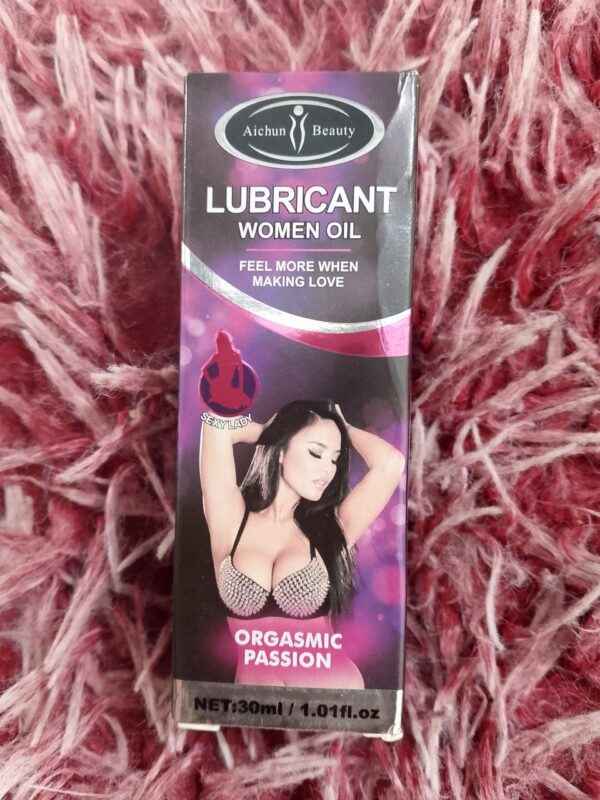 Aichun Beauty
LUBRICANT
WOMEN OIL
FEEL MORE WHEN
MAKING LOVE
SEXYLADY
ORGASMIC
PASSION
NET:30ml / 1.01fl.oz